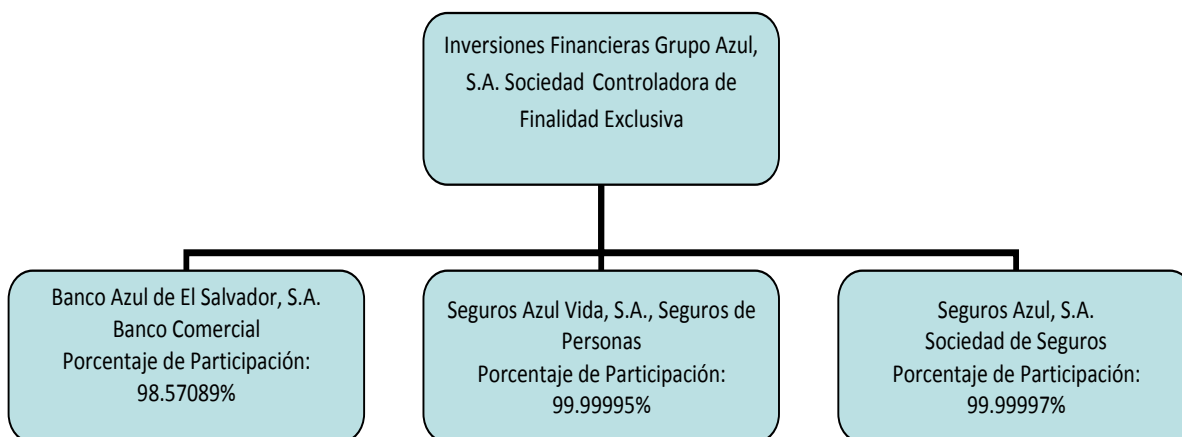 Inversiones Financieras Grupo Azul,
S.A. Sociedad Controladora de
Finalidad Exclusiva
Banco Azul de El Salvador, S.A.
Banco Comercial
Porcentaje de Participación:
98.57089%
Seguros Azul Vida, S.A., Seguros de
Personas
Porcentaje de Participación:
99.99995%
Seguros Azul, S.A.
Sociedad de Seguros
Porcentaje de Participación:
99.99997%